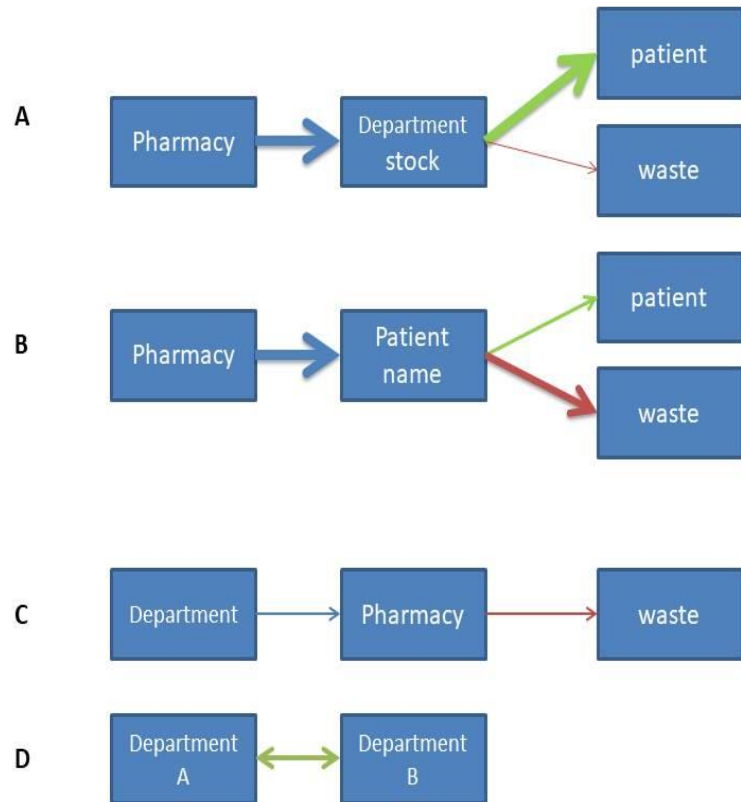 A
Pharmacy
Department
stock
patient
waste
B
Pharmacy
Patient
name
patient
waste
C
Department
Pharmacy
waste
D
Department
A
Department
B